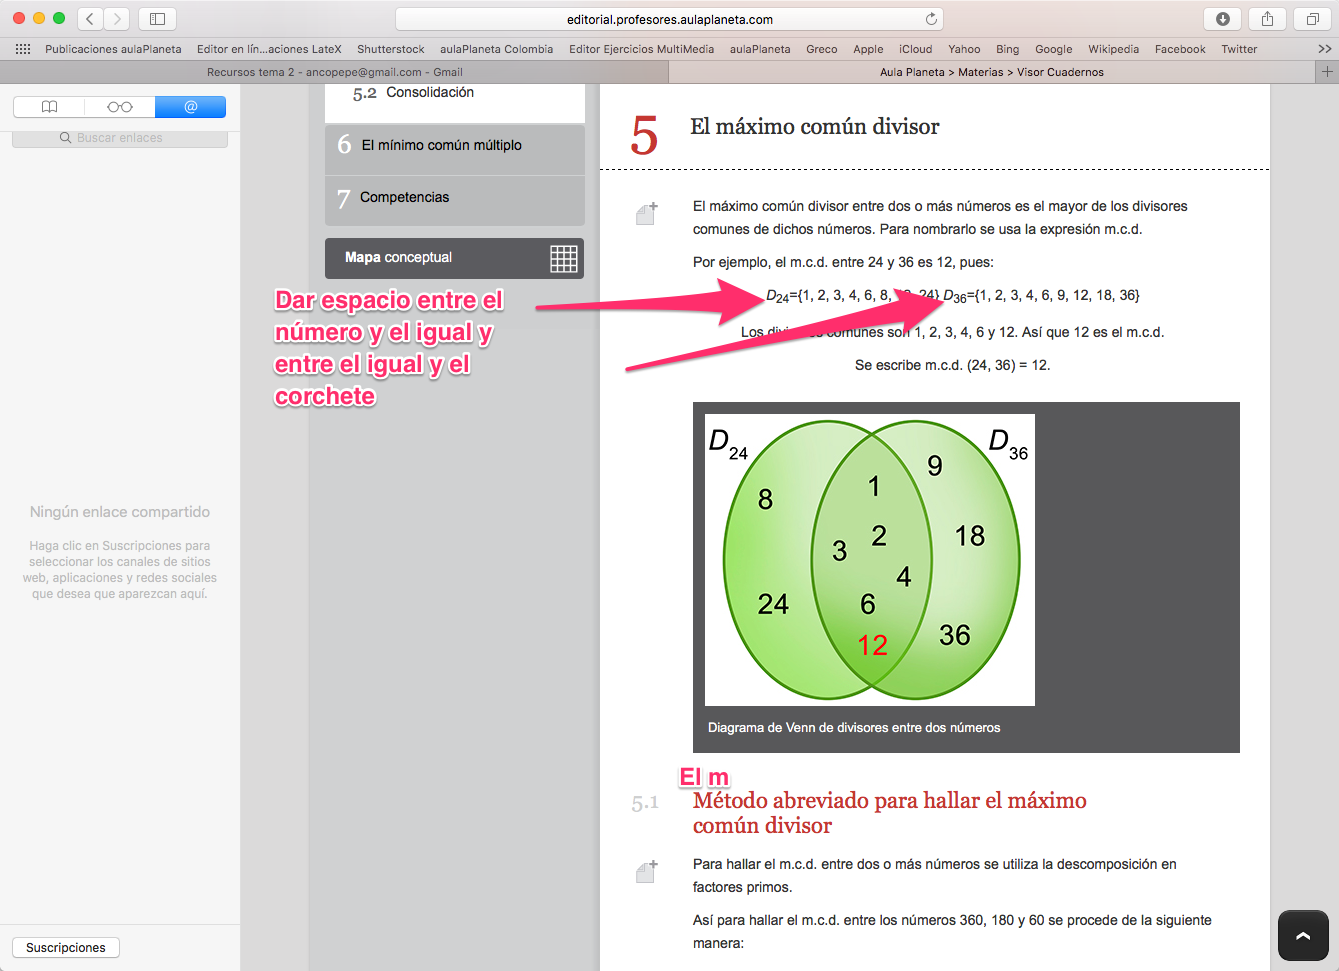 editorial.profesores.aulaplaneta.com
Publicaciones aulaPlaneta Editor en lín...aciones LateX Shutterstock aulaPlaneta Colombia Editor Ejercicios MultiMedia aulaPlaneta Greco Apple iCloud Yahoo Bing Google Wikipedia Facebook Twitter
Recursos tema 2 - ancopepe@gmail.com - Gmail
Aula Planeta > Materias > Visor Cuadernos
@
Buscar enlaces
Ningún enlace compartido
Haga clic en Suscripciones para
seleccionar los canales de sitios
web, aplicaciones y redes sociales
que desea que aparezcan aquí.
Suscripciones
5.2 Consolidación
6 El mínimo común múltiplo
7 Competencias
Mapa conceptual
Dar espacio entre el
número y el igual y
entre el igual y el
corchete
5 El máximo común divisor
El máximo común divisor entre dos o más números es el mayor de los divisores
comunes de dichos números. Para nombrarlo se usa la expresión m.c.d.
Por ejemplo, el m.c.d. entre 24 y 36 es 12, pues:
D24={1, 2, 3, 4, 6, 8, 24} D36={1, 2, 3, 4, 6, 9, 12, 18, 36}
Los comunes son 1, 2, 3, 4, 6 y 12. Así que 12 es el m.c.d.
Se escribe m.c.d. (24, 36) = 12.
D24 D36
9
1
8
2
18
3
4
24
6
36
12
Diagrama de Venn de divisores entre dos números
El m
5.1 Método abreviado para hallar el máximo
común divisor
Para hallar el m.c.d. entre dos o más números se utiliza la descomposición en
factores primos.
Así para hallar el m.c.d. entre los números 360, 180 y 60 se procede de la siguiente
manera: